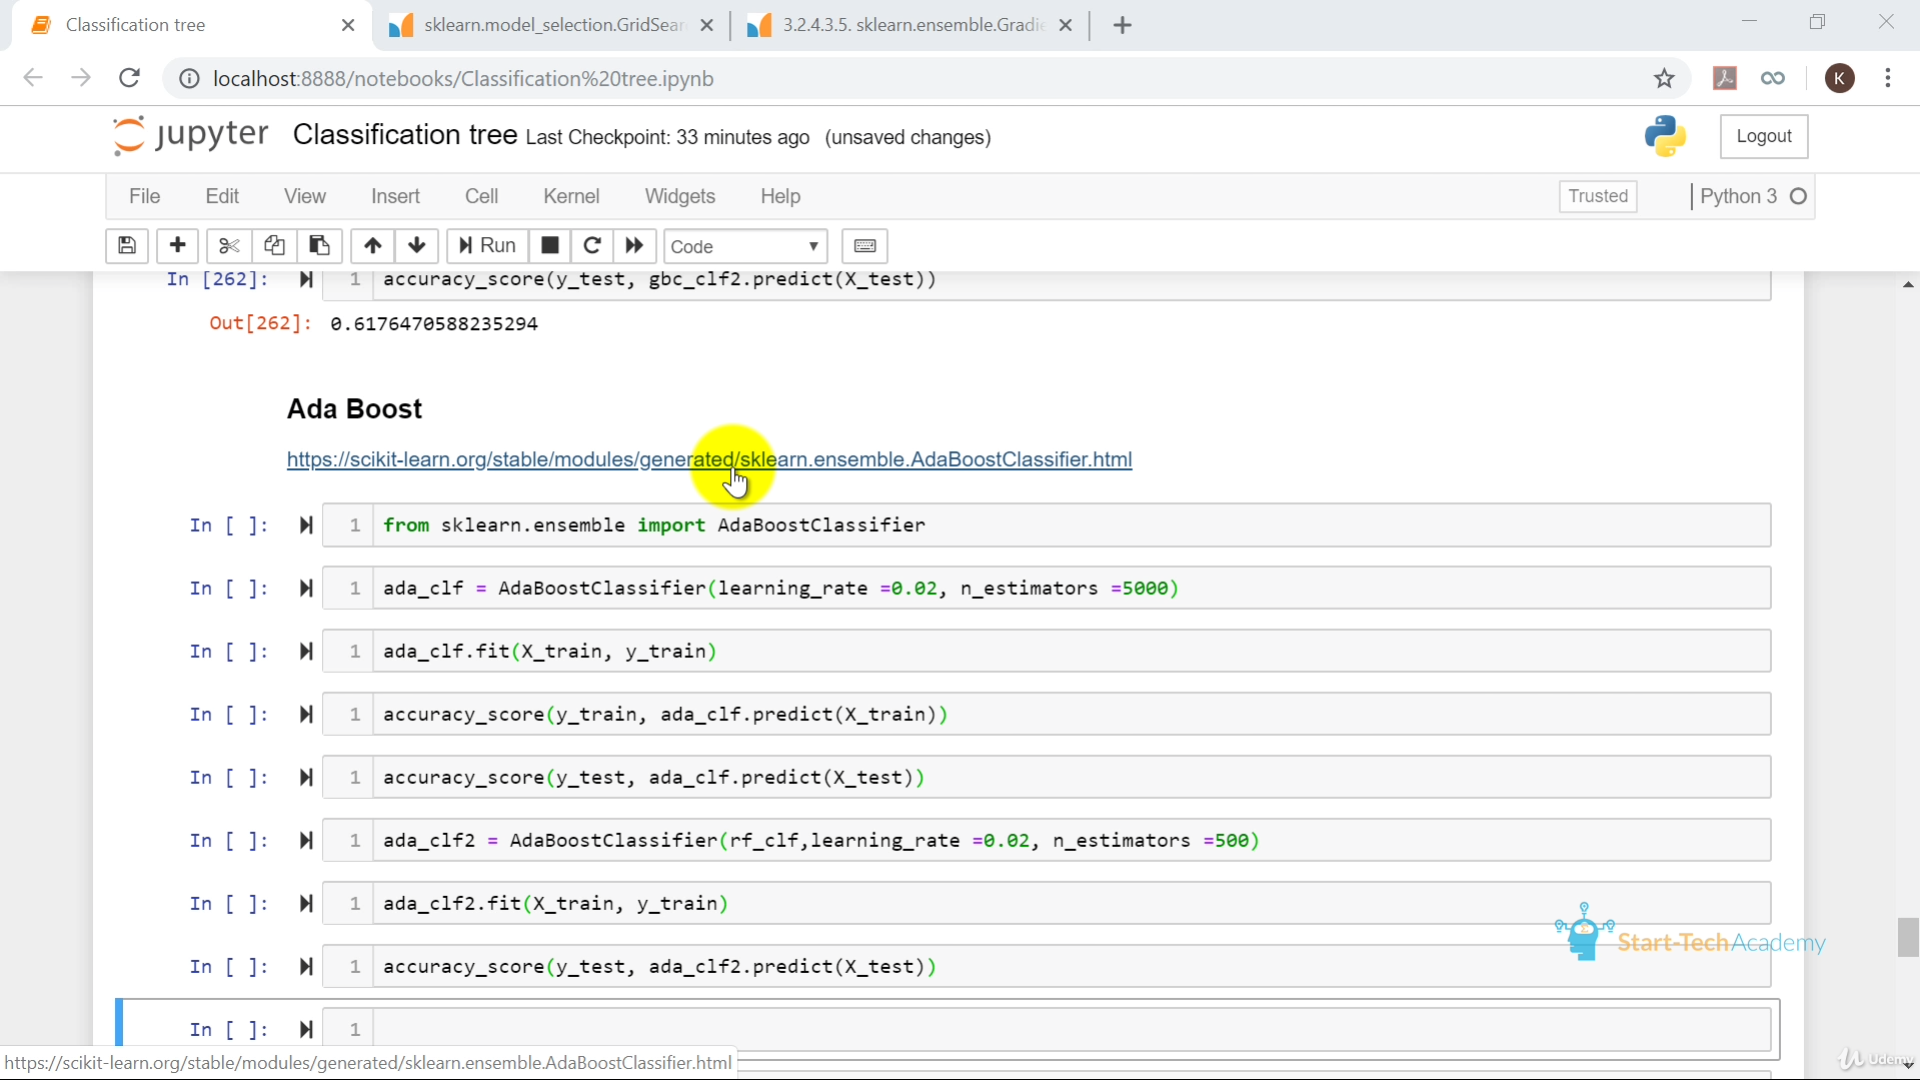 Classification tree
sklearn.model_selection.GridSear
3.2.4.3.5. sklearn.ensemble.Gradie
localhost:8888/notebooks/Classification%20tree.ipynb
K
jupyter Classification tree Last Checkpoint: 33 minutes ago (unsaved changes)
Logout
File Edit View Insert Cell Kernel Widgets Help Trusted Python 3
Run Code
In [262]: 1 accuracy_score(y_test, gbc_clf2.predict(X_test))
Out[262]: 0.6176470588235294
Ada Boost
https://scikit-learn.org/stable/modules/generated/sklearn.ensemble.AdaBoostClassifier.html
In [ ]: 1 from sklearn.ensemble import AdaBoostClassifier
In [ ]: 1 ada_clf = AdaBoostClassifier(learning_rate =0.02, n_estimators =5000)
In [ ]: 1 ada_clf.fit(X_train, y_train)
In [ ]: 1 accuracy_score(y_train, ada_clf.predict(X_train))
In [ ]: 1 accuracy_score(y_test, ada_clf.predict(X_test))
In [ ]: 1 ada_clf2 = AdaBoostClassifier(rf_clf,learning_rate =0.02, n_estimators =500)
In [ ]: 1 ada_clf2.fit(X_train, y_train)
Start-TechAcademy
In [ ]: 1 accuracy_score(y_test, ada_clf2.predict(X_test))
In [ ]: 1
https://scikit-learn.org/stable/modules/generated/sklearn.ensemble.AdaBoostClassifier.html
Udemy